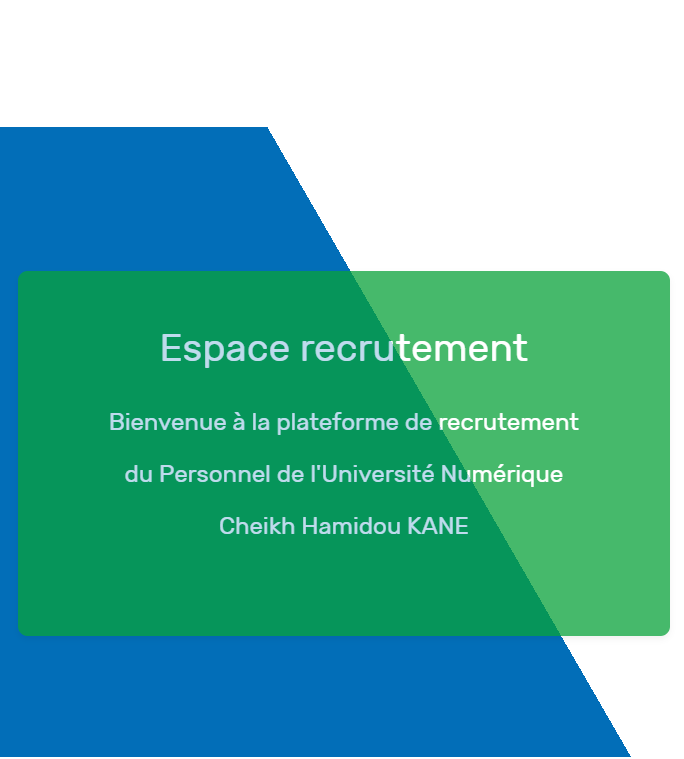 Espace recrutement
Bienvenue à la plateforme de recrutement
du Personnel de l'Université Numérique
Cheikh Hamidou KANE